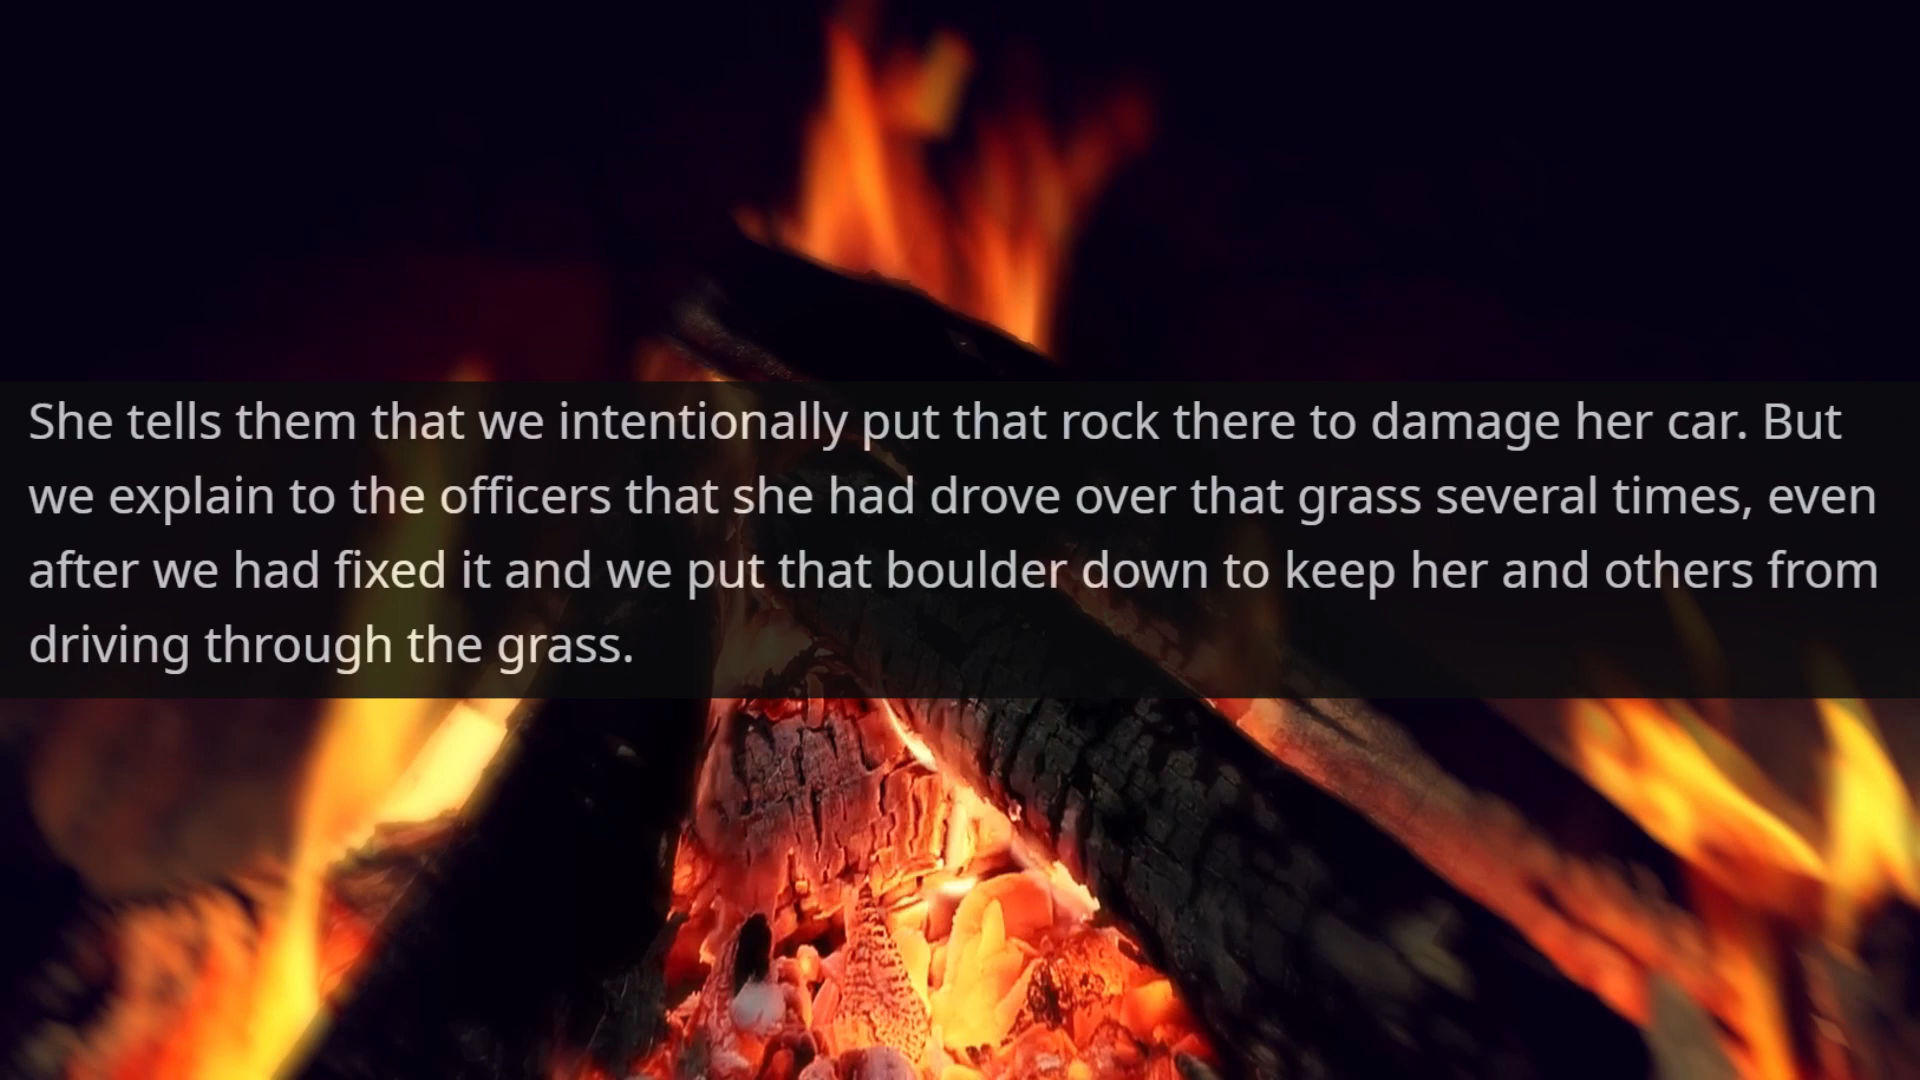 She tells them that we intentionally put that rock there to damage her car. But
we explain to the officers that she had drove over that grass several times, even
after we had fixed it and we put that boulder down to keep her and others from
driving through the grass.